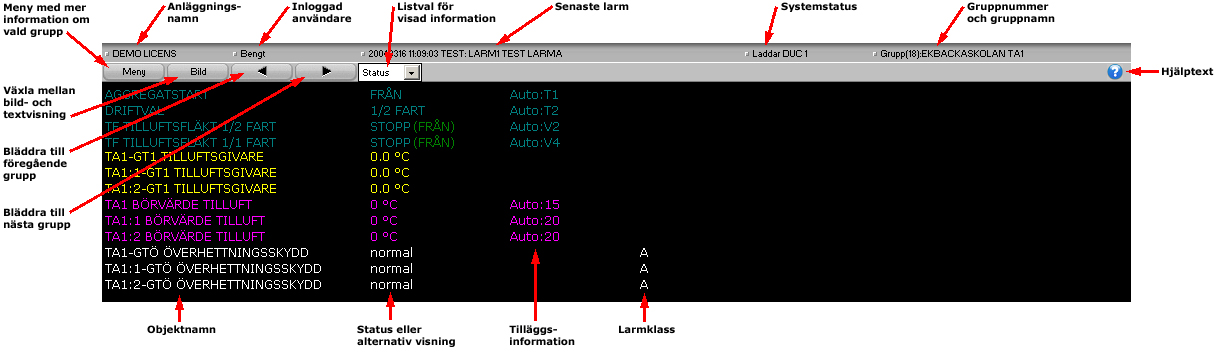 Meny med mer
information om
vald grupp
Anläggnings-
namn
Inloggad
användare
Listval för
visad information
Senaste larm
Systemstatus
Gruppnummer
och gruppnamn
DEMO LICENS
Bengt
20040316 11:09:03 TEST: LARM1 TEST LARMA
Laddar DUC 1
Grupp(18):EKBACKASKOLAN TA1
Meny
Bild
Status
?
Hjälptext
Växla mellan
bild- och
textvisning
Bläddra till
föregående
grupp
Bläddra till
nästa grupp
AGGREGATSTART FRÅN Auto:T1
DRIFTVAL 1/2 FART Auto:T2
TF TILLUFTSFLÄKT 1/2 FART STOPP (FRÅN) Auto:V2
TF TILLUFTSFLÄKT 1/1 FART STOPP (FRÅN) Auto:V4
TA1-GT1 TILLUFTSGIVARE 0.0 ºC
TA1:1-GT1 TILLUFTSGIVARE 0.0 ºC
TA1:2-GT1 TILLUFTSGIVARE 0.0 ºC
TA1 BÖRVÄRDE TILLUFT 0 ºC Auto:15
TA1:1 BÖRVÄRDE TILLUFT 0 ºC Auto:20
TA1:2 BÖRVÄRDE TILLUFT 0 ºC Auto:20
TA1-GTÖ ÖVERHETTNINGSSKYDD normal A
TA1:1-GTÖ ÖVERHETTNINGSSKYDD normal A
TA1:2-GTÖ ÖVERHETTNINGSSKYDD normal A
Objektnamn
Status eller
alternativ visning
Tilläggs-
information
Larmklass